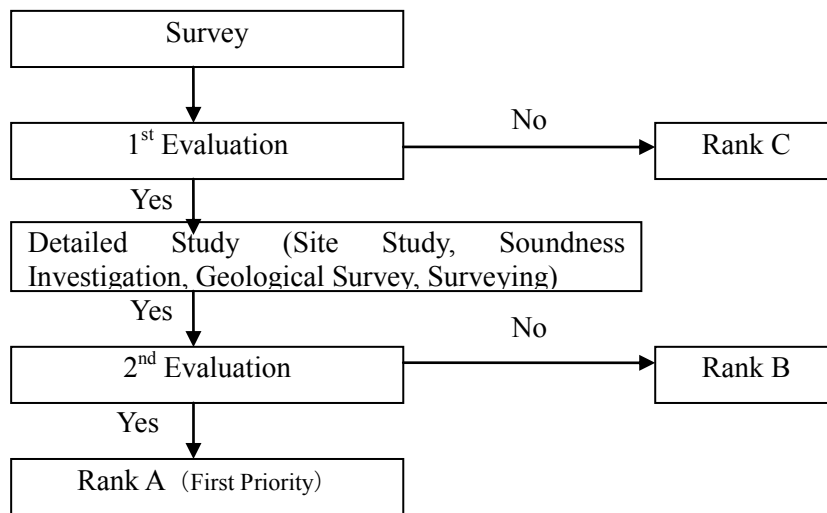 Survey
1st Evaluation
No
Rank C
Yes
Detailed Study (Site Study, Soundness
Investigation, Geological Survey, Surveying)
Yes
2nd Evaluation
No
Rank B
Yes
Rank A（First Priority）